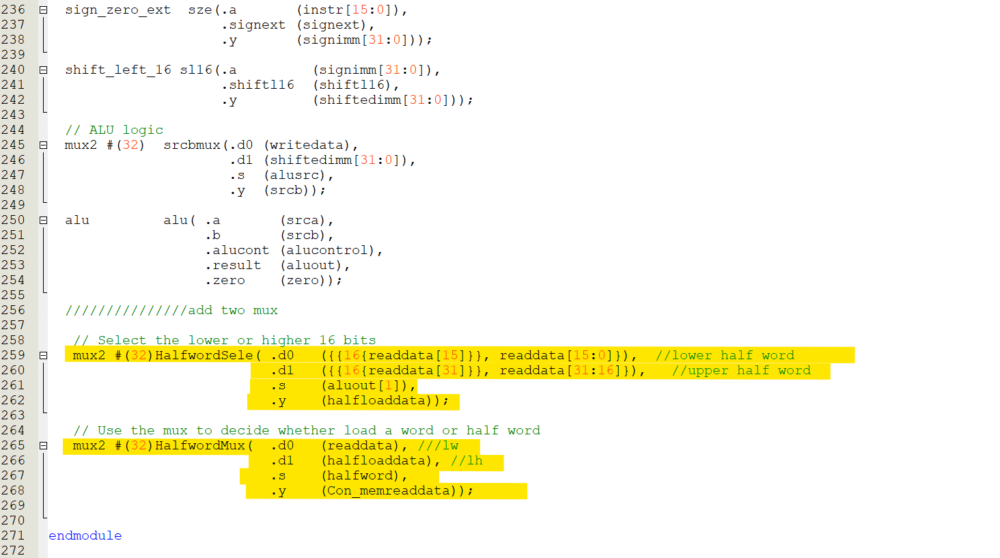 236 sign_zero_ext  sze(.a       (instr[15:0]),
237                    .signext (signext),
238                    .y       (signimm[31:0]));
239
240 shift_left_16 sl16(.a         (signimm[31:0]),
241                    .shiftl16  (shiftl16),
242                    .y         (shiftedimm[31:0]));
243
244 // ALU logic
245 mux2 #(32)  srcbmux(.d0 (writedata),
246                     .d1 (shiftedimm[31:0]),
247                     .s  (alusrc),
248                     .y  (srcb));
249
250 alu         alu( .a       (srca),
251                  .b       (srcb),
252                  .alucont (alucontrol),
253                  .result  (aluout),
254                  .zero    (zero));
255
256 ///////////////add two mux
257
258  // Select the lower or higher 16 bits
259  mux2 #(32)HalfwordSele( .d0   ({{16{readdata[15]}}, readdata[15:0]}),  //lower half word
260                          .d1   ({{16{readdata[31]}}, readdata[31:16]}),   //upper half word
261                          .s    (aluout[1]),
262                          .y    (halfloaddata));
263
264  // Use the mux to decide whether load a word or half word
265  mux2 #(32)HalfwordMux(  .d0   (readdata), ///lw
266                          .d1   (halfloaddata), //lh
267                          .s    (halfword),
268                          .y    (Con_memreaddata));
269
270
271 endmodule
272